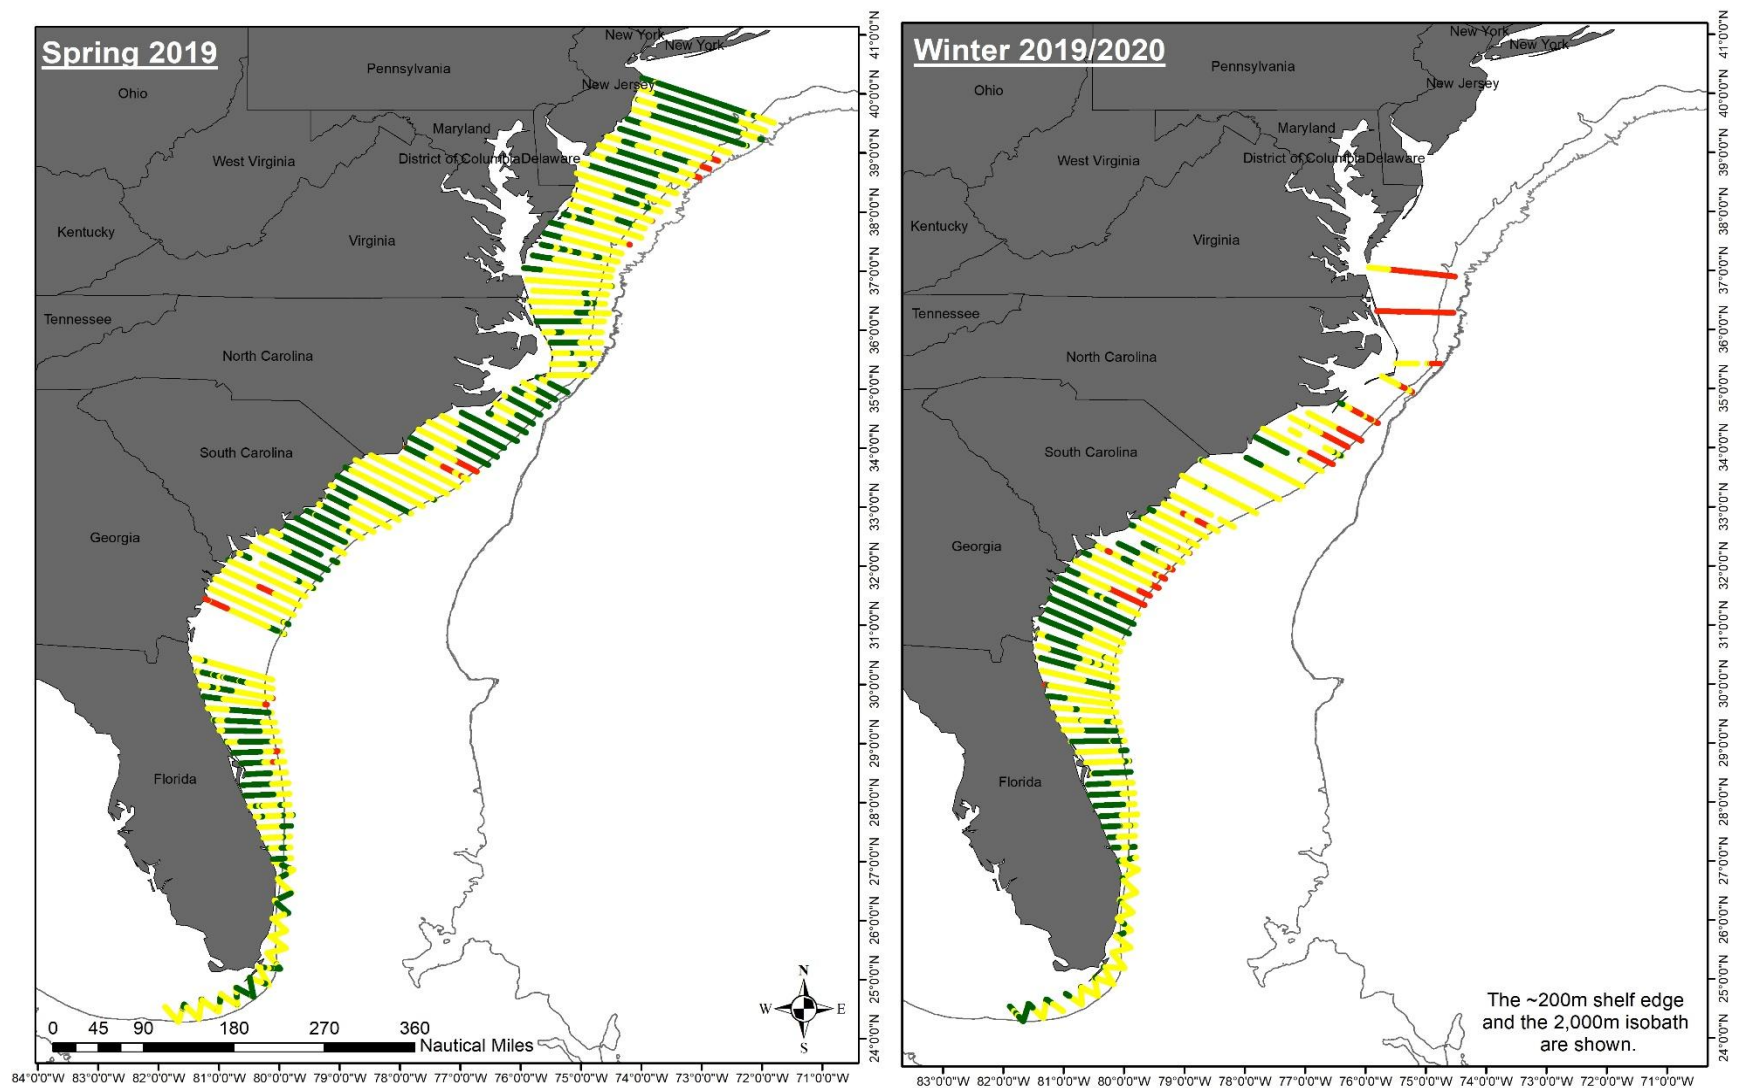 Spring 2019
New York
New York
Pennsylvania
New Jersey
Ohio
Maryland
West Virginia
District of Columbia
Delaware
Kentucky
Virginia
Tennessee
North Carolina
South Carolina
Georgia
Florida
N
W E
S
0 45 90 180 270 360
Nautical Miles
41°0'0"N
40°0'0"N
39°0'0"N
38°0'0"N
37°0'0"N
36°0'0"N
35°0'0"N
34°0'0"N
33°0'0"N
32°0'0"N
31°0'0"N
30°0'0"N
29°0'0"N
28°0'0"N
27°0'0"N
26°0'0"N
25°0'0"N
24°0'0"N
84°0'0"W 83°0'0"W 82°0'0"W 81°0'0"W 80°0'0"W 79°0'0"W 78°0'0"W 77°0'0"W 76°0'0"W 75°0'0"W 74°0'0"W 73°0'0"W 72°0'0"W 71°0'0"W
Winter 2019/2020
New York
New York
Pennsylvania
New Jersey
Ohio
Maryland
West Virginia
District of Columbia
Delaware
Kentucky
Virginia
Tennessee
North Carolina
South Carolina
Georgia
Florida
The ~200m shelf edge
and the 2,000m isobath
are shown.
41°0'0"N
40°0'0"N
39°0'0"N
38°0'0"N
37°0'0"N
36°0'0"N
35°0'0"N
34°0'0"N
33°0'0"N
32°0'0"N
31°0'0"N
30°0'0"N
29°0'0"N
28°0'0"N
27°0'0"N
26°0'0"N
25°0'0"N
24°0'0"N
83°0'0"W 82°0'0"W 81°0'0"W 80°0'0"W 79°0'0"W 78°0'0"W 77°0'0"W 76°0'0"W 75°0'0"W 74°0'0"W 73°0'0"W 72°0'0"W 71°0'0"W